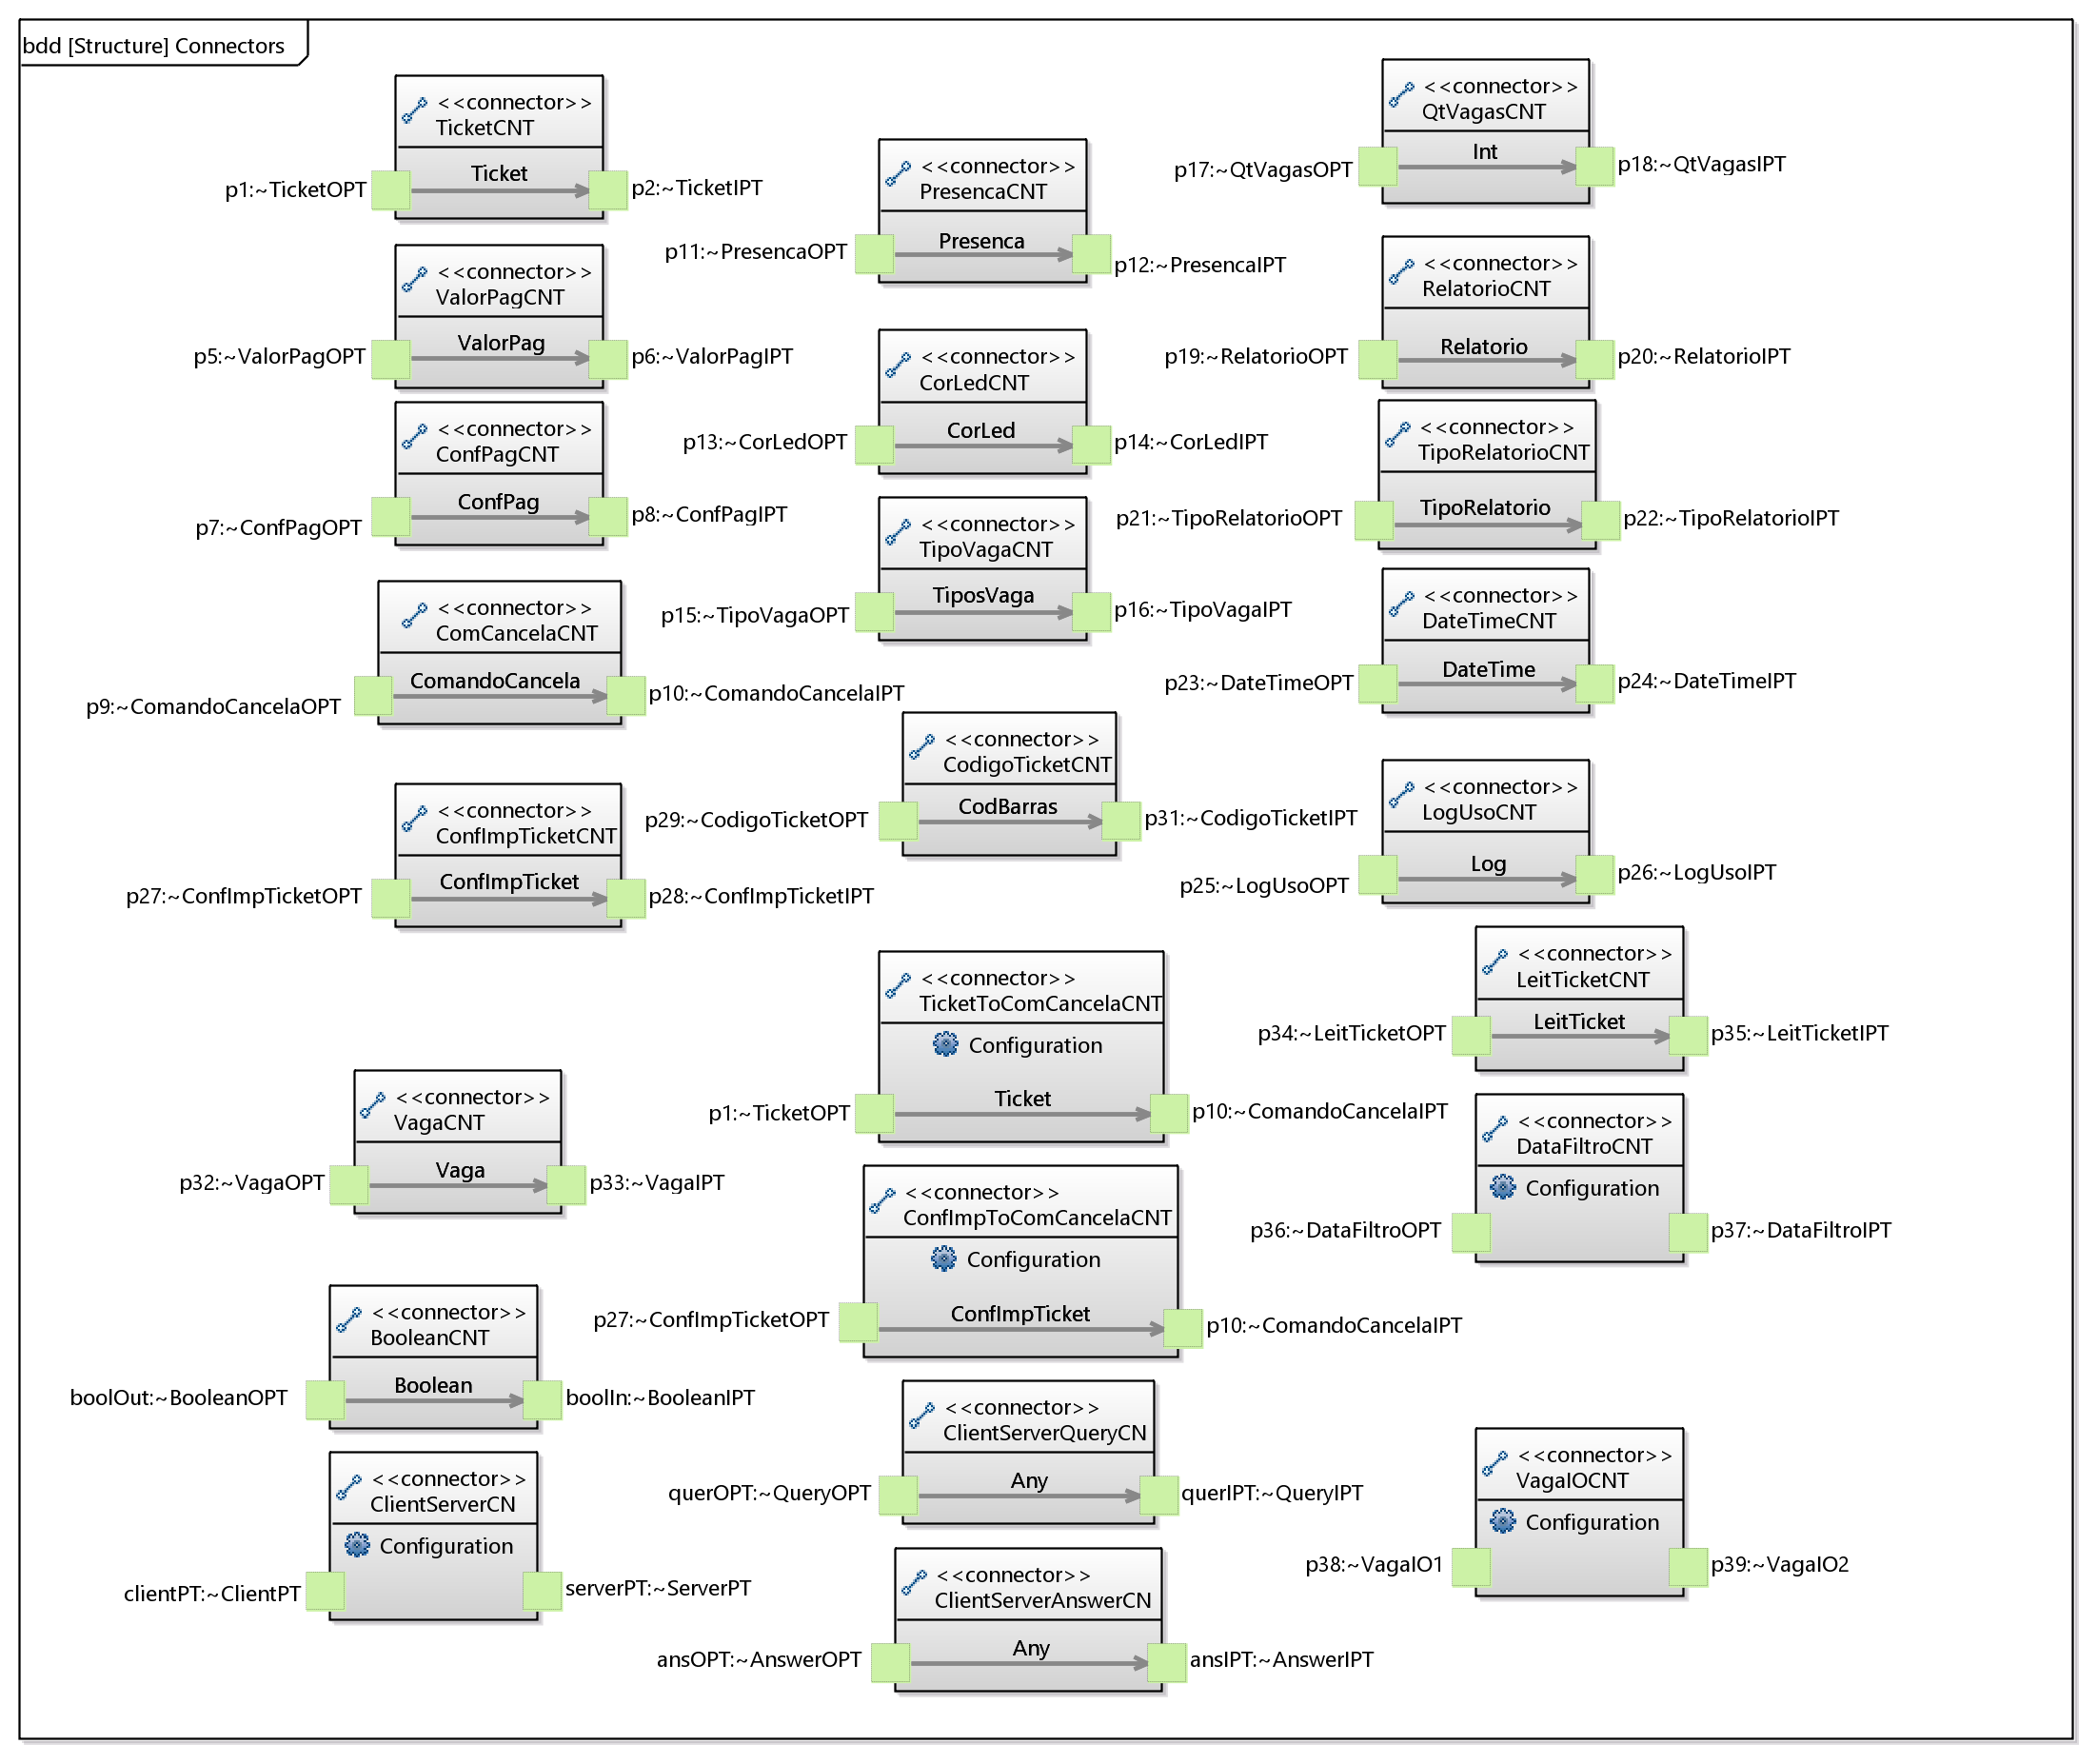 bdd [Structure] Connectors
<<connector>>
TicketCNT
Ticket
p1:~TicketOPT
p2:~TicketIPT
<<connector>>
ValorPagCNT
ValorPag
p5:~ValorPagOPT
p6:~ValorPagIPT
<<connector>>
ConfPagCNT
ConfPag
p7:~ConfPagOPT
p8:~ConfPagIPT
<<connector>>
ComCancelaCNT
ComandoCancela
p9:~ComandoCancelaOPT
p10:~ComandoCancelaIPT
<<connector>>
ConfImpTicketCNT
ConfImpTicket
p27:~ConfImpTicketOPT
p28:~ConfImpTicketIPT
<<connector>>
VagaCNT
Vaga
p32:~VagaOPT
p33:~VagaIPT
<<connector>>
BooleanCNT
Boolean
boolOut:~BooleanOPT
boolIn:~BooleanIPT
<<connector>>
ClientServerCN
Configuration
clientPT:~ClientPT
serverPT:~ServerPT
<<connector>>
PresencaCNT
Presenca
p11:~PresencaOPT
p12:~PresencaIPT
<<connector>>
CorLedCNT
CorLed
p13:~CorLedOPT
p14:~CorLedIPT
<<connector>>
TipoVagaCNT
TiposVaga
p15:~TipoVagaOPT
p16:~TipoVagaIPT
<<connector>>
CodigoTicketCNT
CodBarras
p29:~CodigoTicketOPT
p31:~CodigoTicketIPT
<<connector>>
TicketToComCancelaCNT
Configuration
Ticket
p1:~TicketOPT
p10:~ComandoCancelaIPT
<<connector>>
ConfImpToComCancelaCNT
Configuration
ConfImpTicket
p27:~ConfImpTicketOPT
p10:~ComandoCancelaIPT
<<connector>>
ClientServerQueryCN
Any
querOPT:~QueryOPT
querIPT:~QueryIPT
<<connector>>
ClientServerAnswerCN
Any
ansOPT:~AnswerOPT
ansIPT:~AnswerIPT
<<connector>>
QtVagasCNT
Int
p17:~QtVagasOPT
p18:~QtVagasIPT
<<connector>>
RelatorioCNT
Relatorio
p19:~RelatorioOPT
p20:~RelatorioIPT
<<connector>>
TipoRelatorioCNT
TipoRelatorio
p21:~TipoRelatorioOPT
p22:~TipoRelatorioIPT
<<connector>>
DateTimeCNT
DateTime
p23:~DateTimeOPT
p24:~DateTimeIPT
<<connector>>
LogUsoCNT
Log
p25:~LogUsoOPT
p26:~LogUsoIPT
<<connector>>
LeitTicketCNT
LeitTicket
p34:~LeitTicketOPT
p35:~LeitTicketIPT
<<connector>>
DataFiltroCNT
Configuration
p36:~DataFiltroOPT
p37:~DataFiltroIPT
<<connector>>
VagaIOCNT
Configuration
p38:~VagaIO1
p39:~VagaIO2